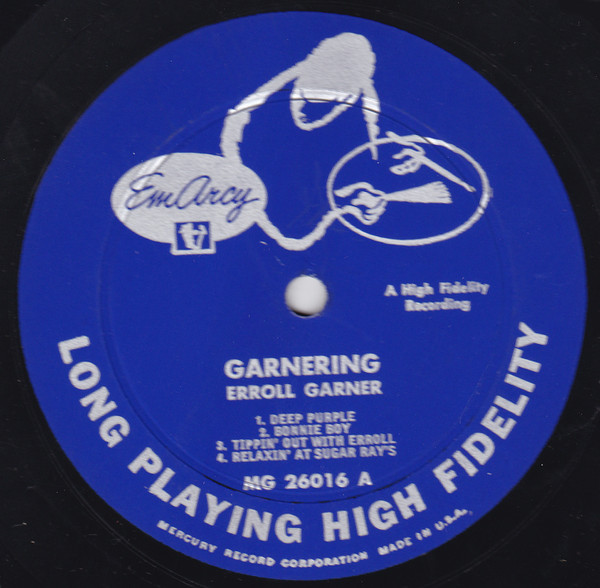 EmArcy
A High Fidelity
Recording
GARNERING
ERROLL GARNER
1. DEEP PURPLE
2. BONNIE BOY
3. TIPPIN' OUT WITH ERROLL
4. RELAXIN' AT SUGAR RAY'S
MG 26016 A
LONG PLAYING HIGH FIDELITY
MERCURY RECORD CORPORATION MADE IN U.S.A.